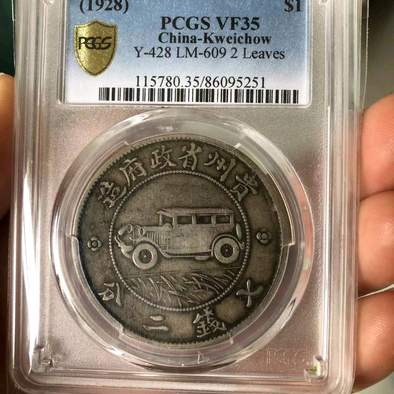 (1928) $1
PCGS VF35
China-Kweichow
Y-428 LM-609 2 Leaves
115780.35/86095251
PCGS
貴州省政府造
七錢二分
PCGS